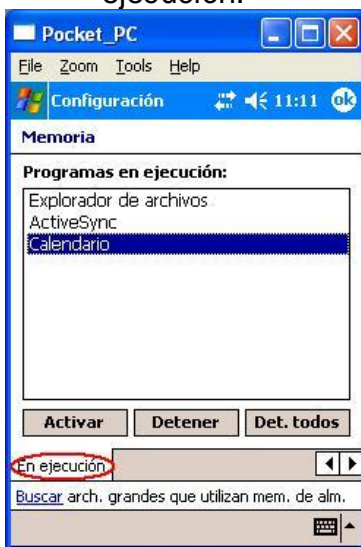 ejecución.
Pocket_PC
File Zoom Tools Help
Configuración 11:11 ok
Memoria
Programas en ejecución:
Explorador de archivos
ActiveSync
Calendario
Activar Detener Det. todos
En ejecución
Buscar arch. grandes que utilizan mem. de alm.